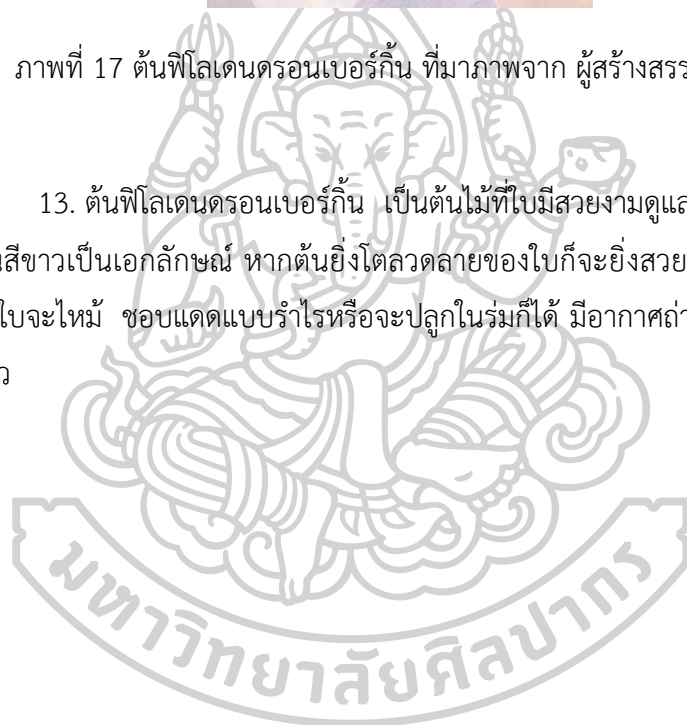 ภาพที่ 17 ต้นฟิโลเดนดรอนเบอร์กิ้น ที่มาภาพจาก ผู้สร้างสรร
13. ต้นฟิโลเดนดรอนเบอร์กิ้น เป็นต้นไม้ที่ใบมีสวยงามดูแล
สีขาวเป็นเอกลักษณ์ หากต้นยิ่งโตลวดลายของใบก็จะยิ่งสวย
ใบจะไหม้ ชอบแดดแบบรำไรหรือจะปลูกในร่มก็ได้ มีอากาศถ่า
มหาวิทยาลัยศิลปากร